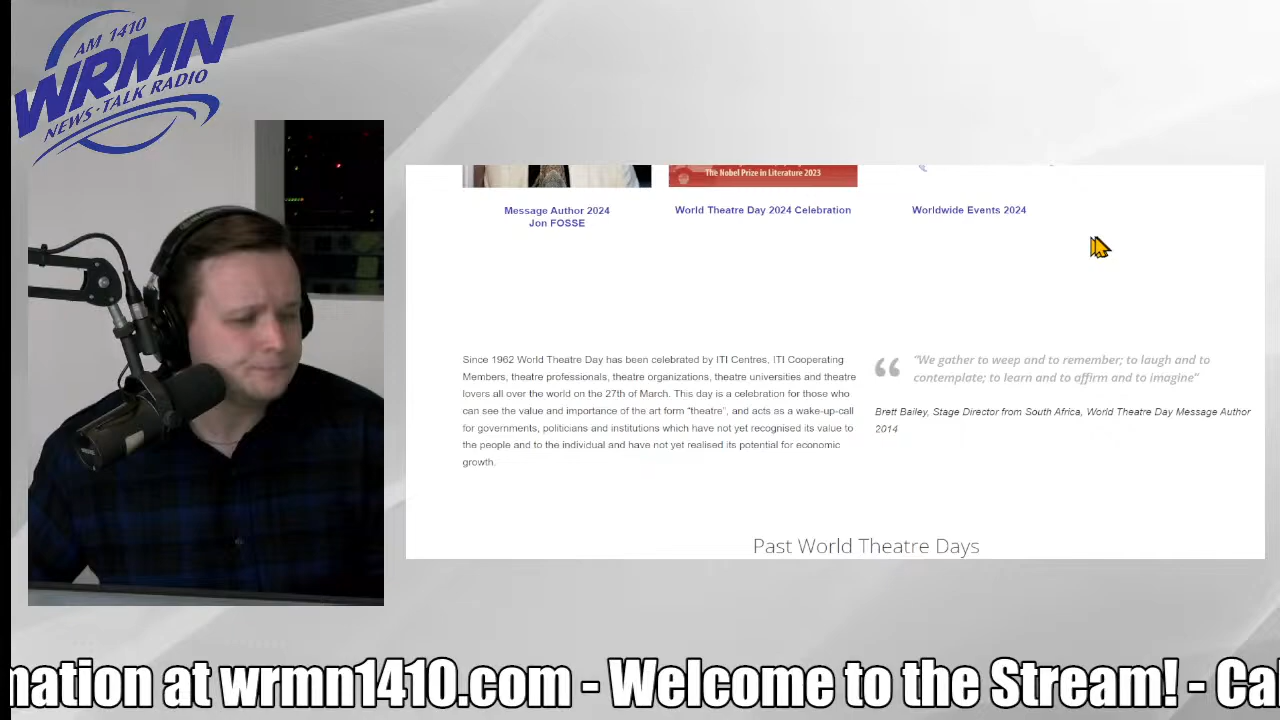 AM 1410
WRMN
NEWS·TALK RADIO
The Nobel Prize in Literature 2023
Message Author 2024
Jon FOSSE
World Theatre Day 2024 Celebration
Worldwide Events 2024
Since 1962 World Theatre Day has been celebrated by ITI Centres, ITI Cooperating
Members, theatre professionals, theatre organizations, theatre universities and theatre
lovers all over the world on the 27th of March. This day is a celebration for those who
can see the value and importance of the art form “theatre”, and acts as a wake-up-call
for governments, politicians and institutions which have not yet recognised its value to
the people and to the individual and have not yet realised its potential for economic
growth.
“We gather to weep and to remember; to laugh and to
contemplate; to learn and to affirm and to imagine”
Brett Bailey, Stage Director from South Africa, World Theatre Day Message Author
2014
Past World Theatre Days
mation at wrmn1410.com - Welcome to the Stream! - Cal